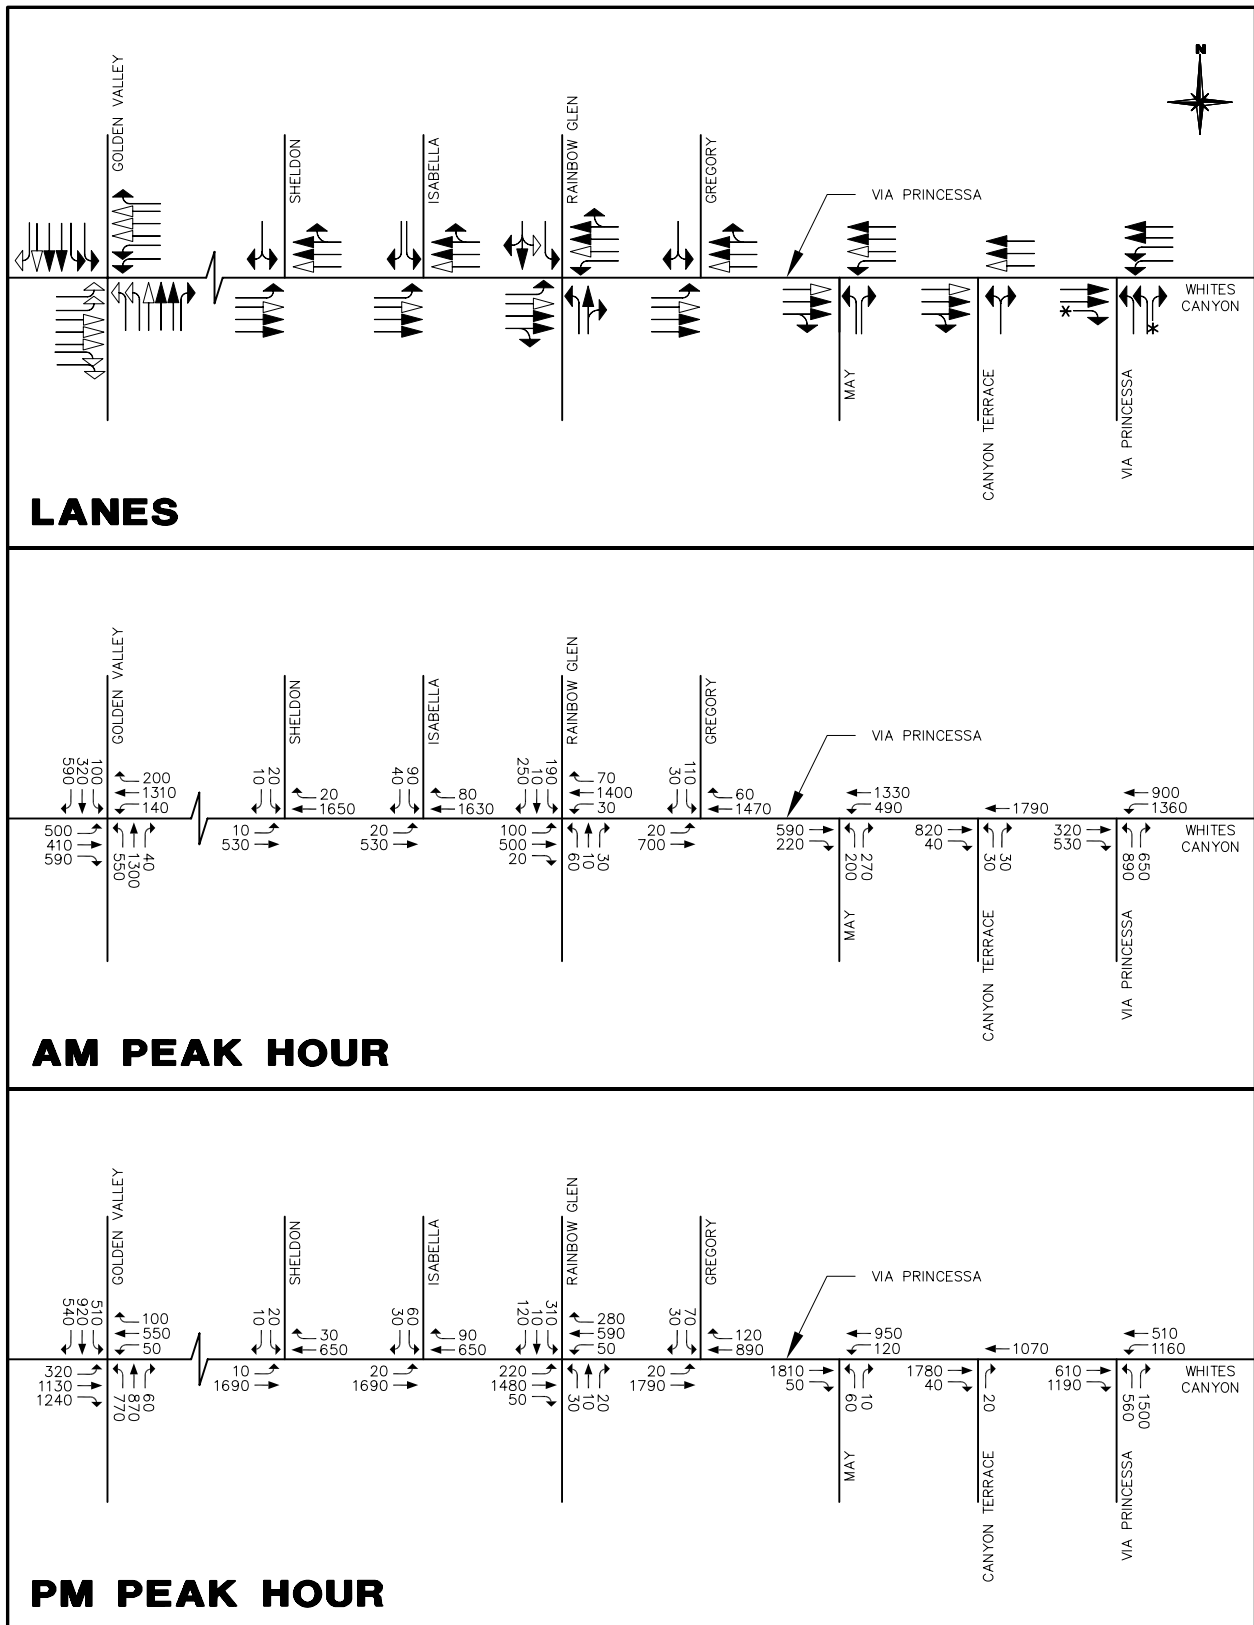 N
GOLDEN VALLEY
SHELDON
ISABELLA
RAINBOW GLEN
GREGORY
VIA PRINCESSA
WHITES
CANYON
MAY
CANYON TERRACE
VIA PRINCESSA
LANES
GOLDEN VALLEY
SHELDON
ISABELLA
RAINBOW GLEN
GREGORY
VIA PRINCESSA
590 320 100
200
1310
140
10 20
20
1650
40 90
80
1630
250 10 190
70
1400
30
30 110
60
1470
1330
490
1790
900
1360
500
410
590
550 1300 40
10
530
20
530
100
500
20
60 10 30
20
700
590
220
200 270
820
40
30 30
320
530
890 650
WHITES
CANYON
MAY
CANYON TERRACE
VIA PRINCESSA
AM PEAK HOUR
GOLDEN VALLEY
SHELDON
ISABELLA
RAINBOW GLEN
GREGORY
VIA PRINCESSA
540 920 510
100
550
50
10 20
30
650
30 60
90
650
120 10 310
280
590
50
30 70
120
890
950
120
1070
510
1160
320
1130
1240
770 870 60
10
1690
20
1690
220
1480
50
30 10 20
20
1790
1810
50
60 10
1780
40
20
610
1190
560 1500
WHITES
CANYON
MAY
CANYON TERRACE
VIA PRINCESSA
PM PEAK HOUR